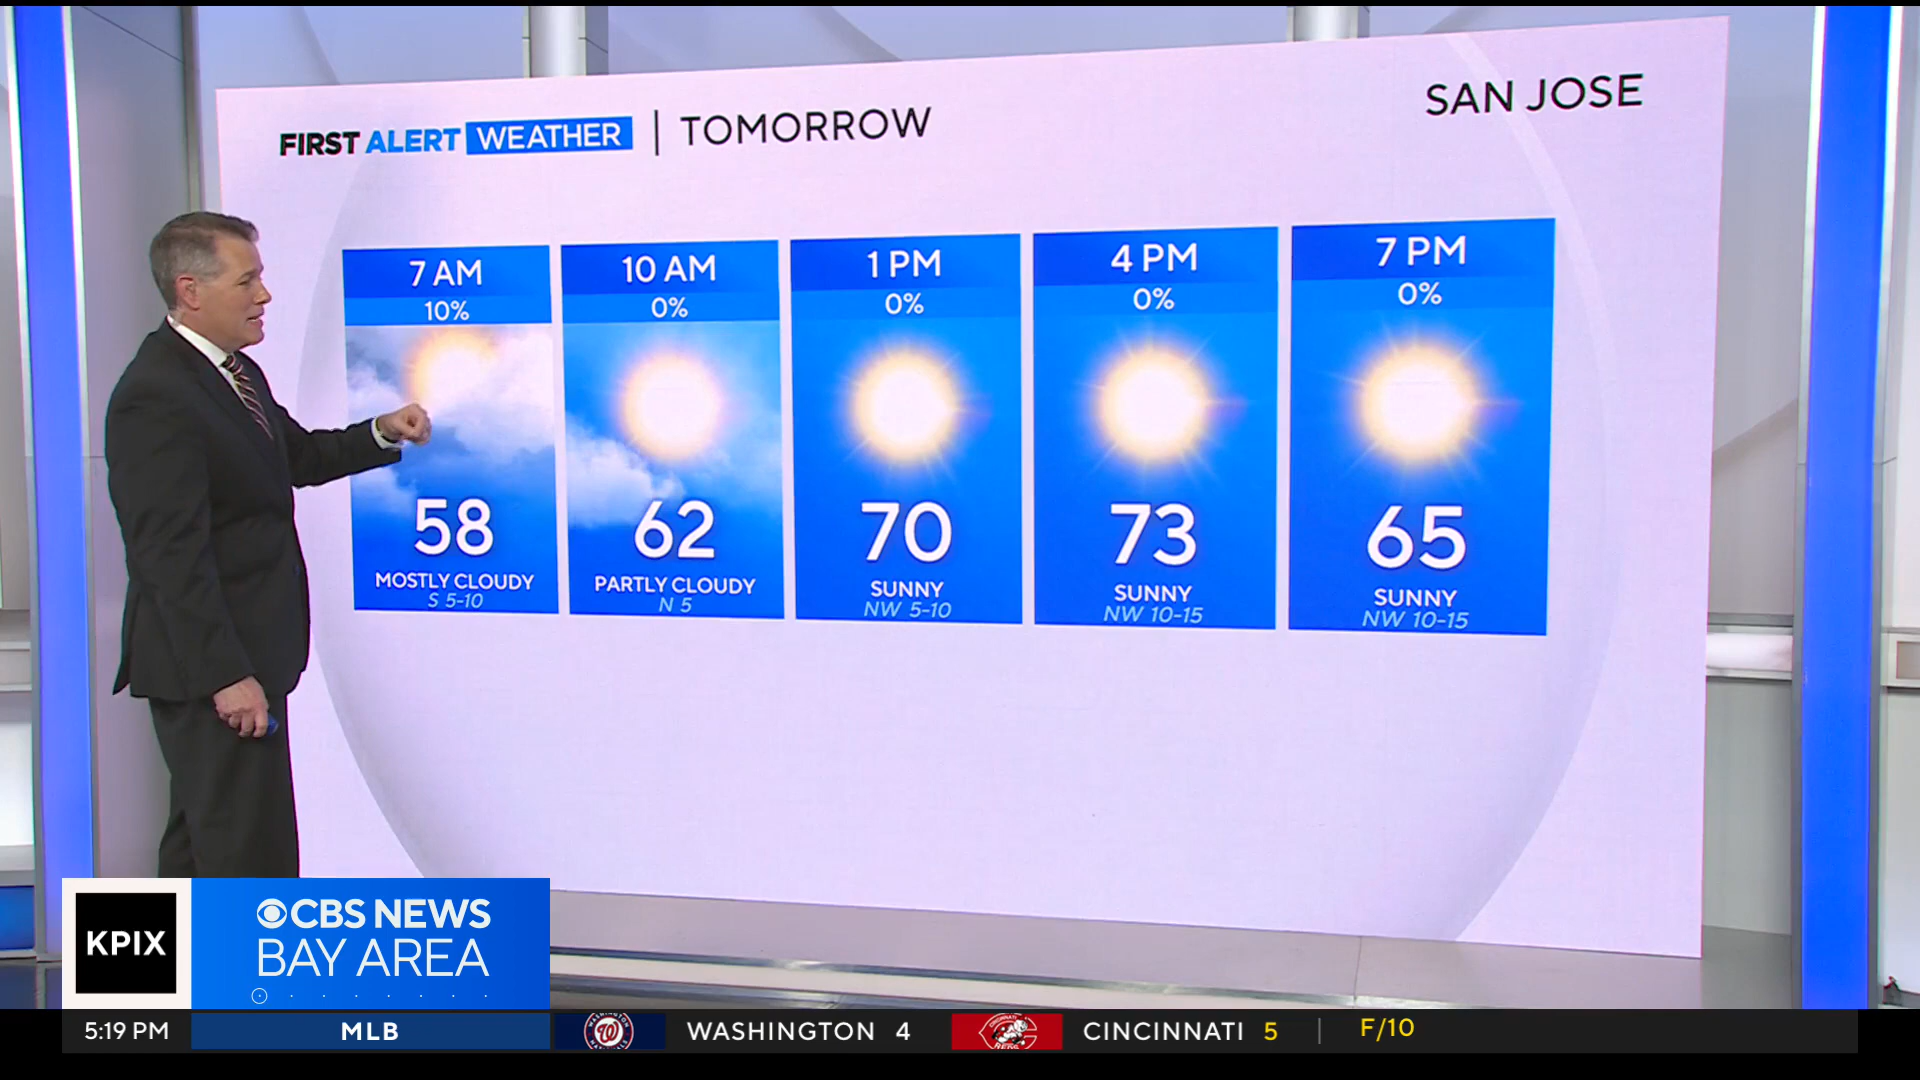 FIRST ALERT WEATHER | TOMORROW
SAN JOSE
7 AM
10%
58
MOSTLY CLOUDY
S 5-10
10 AM
0%
62
PARTLY CLOUDY
N 5
1 PM
0%
70
SUNNY
NW 5-10
4 PM
0%
73
SUNNY
NW 10-15
7 PM
0%
65
SUNNY
NW 10-15
KPIX
CBS NEWS
BAY AREA
5:19 PM
MLB
WASHINGTON 4
CINCINNATI 5 | F/10